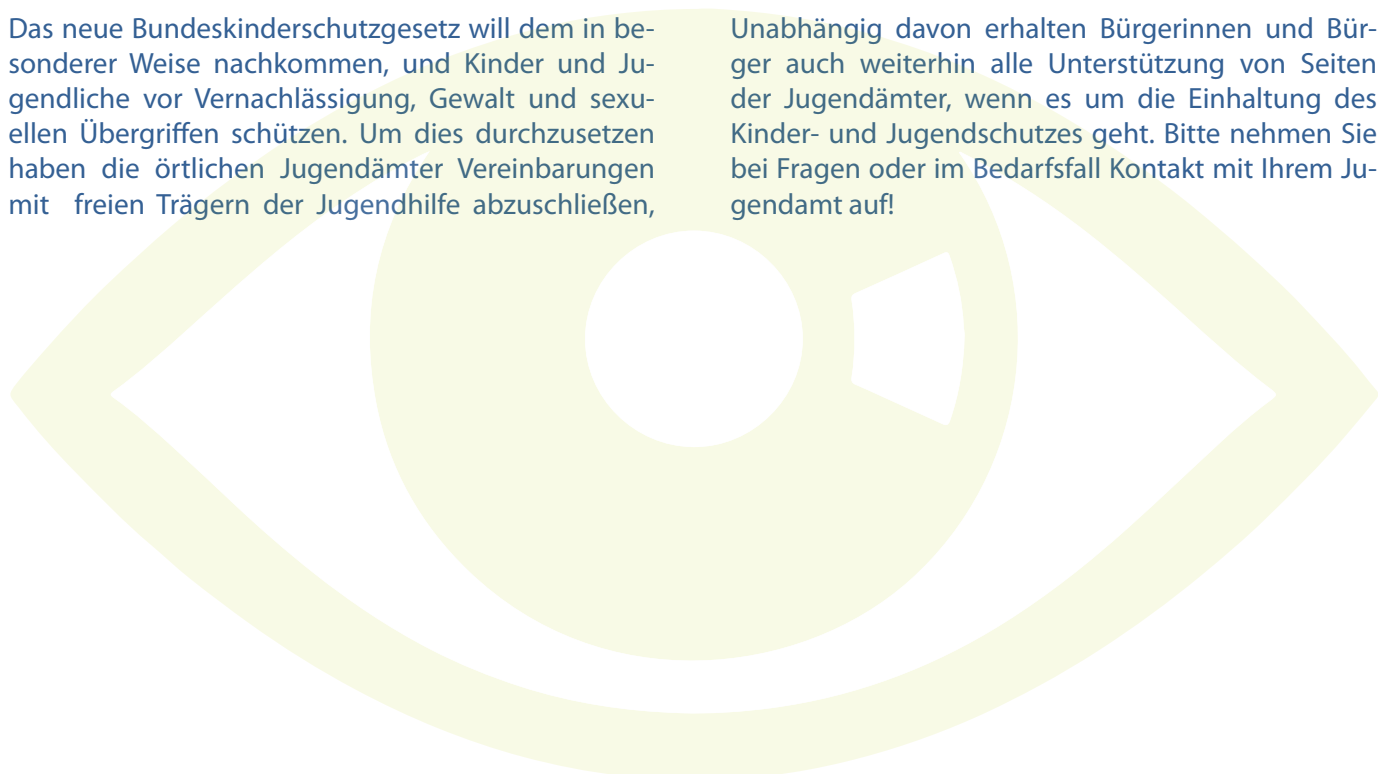 Das neue Bundeskinderschutzgesetz will dem in be-
sonderer Weise nachkommen, und Kinder und Ju-
gendliche vor Vernachlässigung, Gewalt und sexu-
ellen Übergriffen schützen. Um dies durchzusetzen
haben die örtlichen Jugendämter Vereinbarungen
mit freien Trägern der Jugendhilfe abzuschließen,
Unabhängig davon erhalten Bürgerinnen und Bür-
ger auch weiterhin alle Unterstützung von Seiten
der Jugendämter, wenn es um die Einhaltung des
Kinder- und Jugendschutzes geht. Bitte nehmen Sie
bei Fragen oder im Bedarfsfall Kontakt mit Ihrem Ju-
gendamt auf!